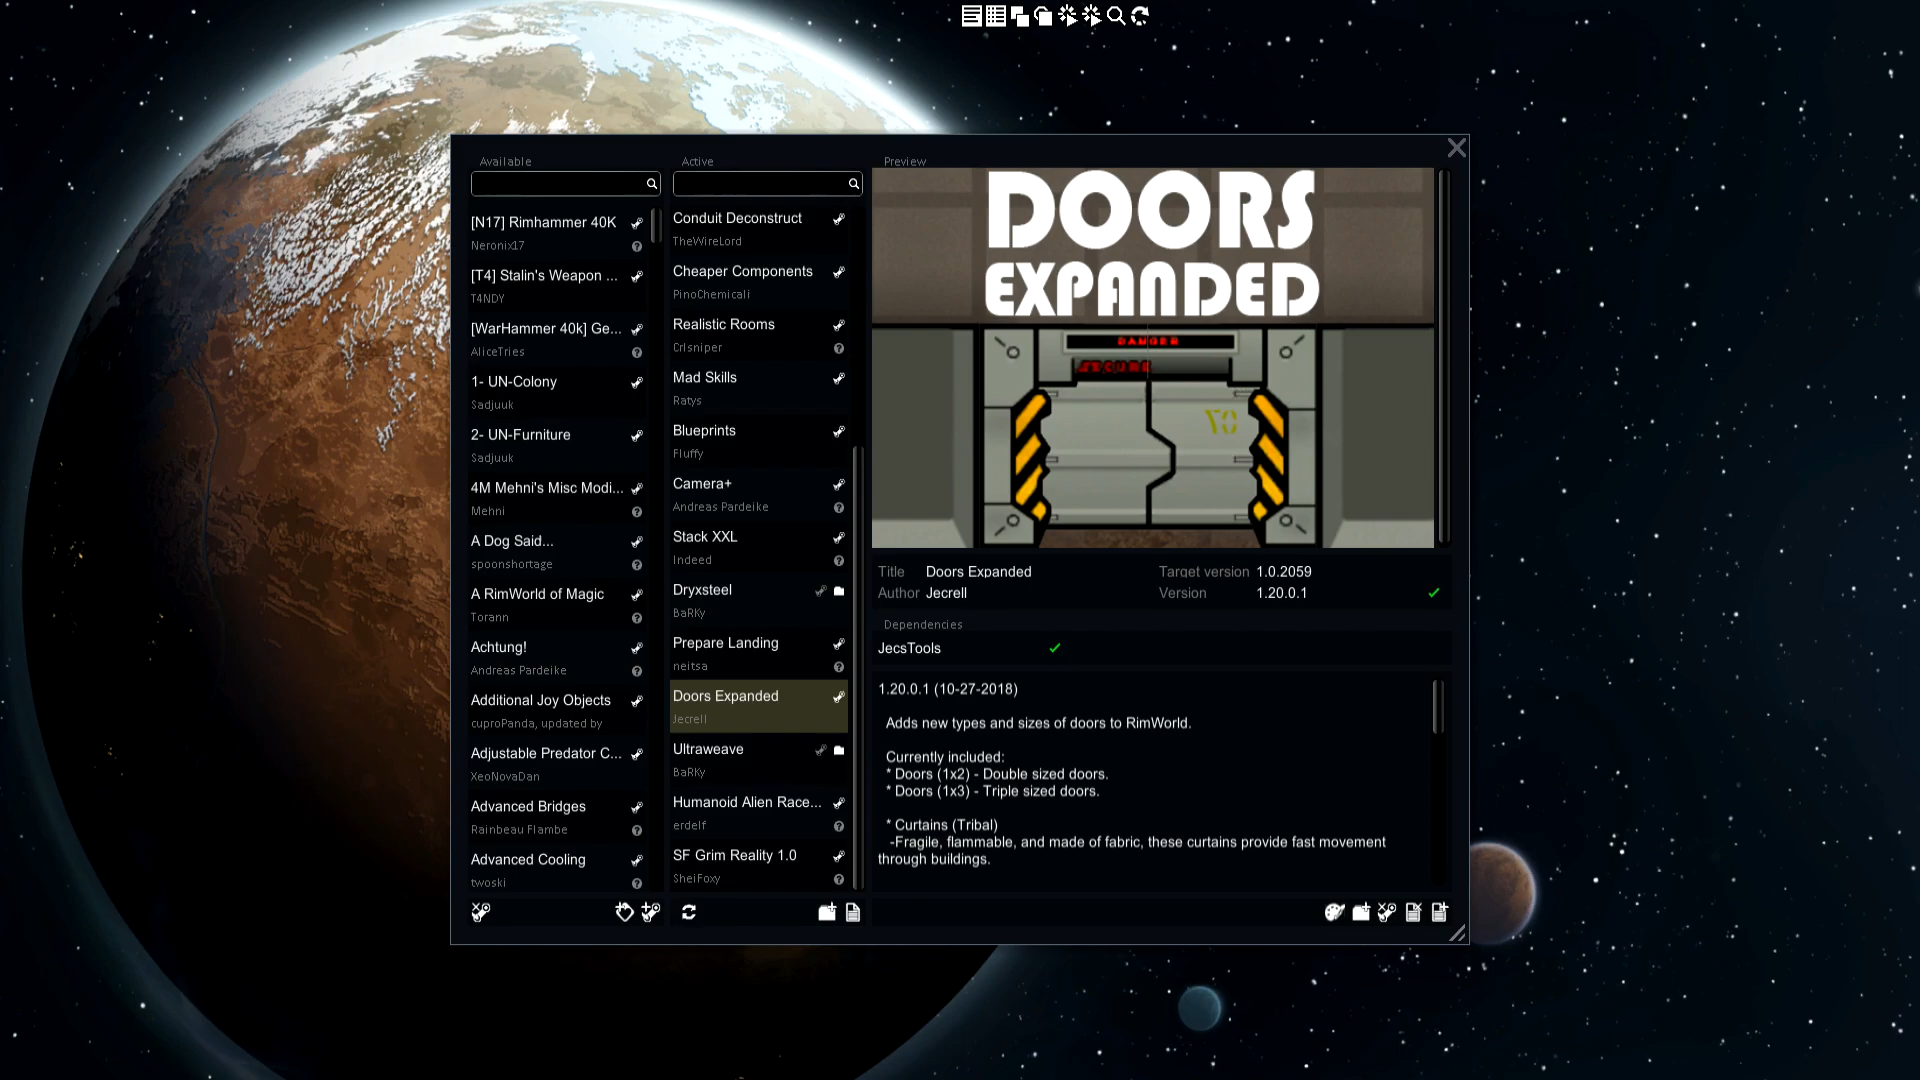 Available
[N17] Rimhammer 40K
Neronix17
[T4] Stalin's Weapon ...
T4NDY
[WarHammer 40k] Ge...
AliceTries
1- UN-Colony
Sadjuuk
2- UN-Furniture
Sadjuuk
4M Mehni's Misc Modi...
Mehni
A Dog Said...
spoonshortage
A RimWorld of Magic
Torann
Achtung!
Andreas Pardeike
Additional Joy Objects
cuproPanda, updated by
Adjustable Predator C...
XeoNovaDan
Advanced Bridges
Rainbeau Flambe
Advanced Cooling
twoski
Active
Conduit Deconstruct
TheWireLord
Cheaper Components
PinoChemicali
Realistic Rooms
Crlsniper
Mad Skills
Ratys
Blueprints
Fluffy
Camera+
Andreas Pardeike
Stack XXL
Indeed
Dryxsteel
BaRKy
Prepare Landing
neitsa
Doors Expanded
Jecrell
Ultraweave
BaRKy
Humanoid Alien Race...
erdelf
SF Grim Reality 1.0
SheiFoxy
Preview
DOORS
EXPANDED
DANGER
SECURE
Title Doors Expanded
Target version 1.0.2059
Author Jecrell
Version 1.20.0.1
Dependencies
JecsTools
1.20.0.1 (10-27-2018)
Adds new types and sizes of doors to RimWorld.
Currently included:
* Doors (1x2) - Double sized doors.
* Doors (1x3) - Triple sized doors.
* Curtains (Tribal)
-Fragile, flammable, and made of fabric, these curtains provide fast movement
through buildings.